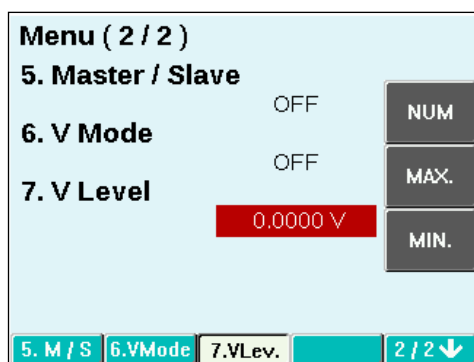 Menu ( 2 / 2 )
5. Master / Slave
OFF
NUM
6. V Mode
OFF
MAX.
7. V Level
0.0000 V
MIN.
5. M / S 6.VMode 7.VLev. 2 / 2